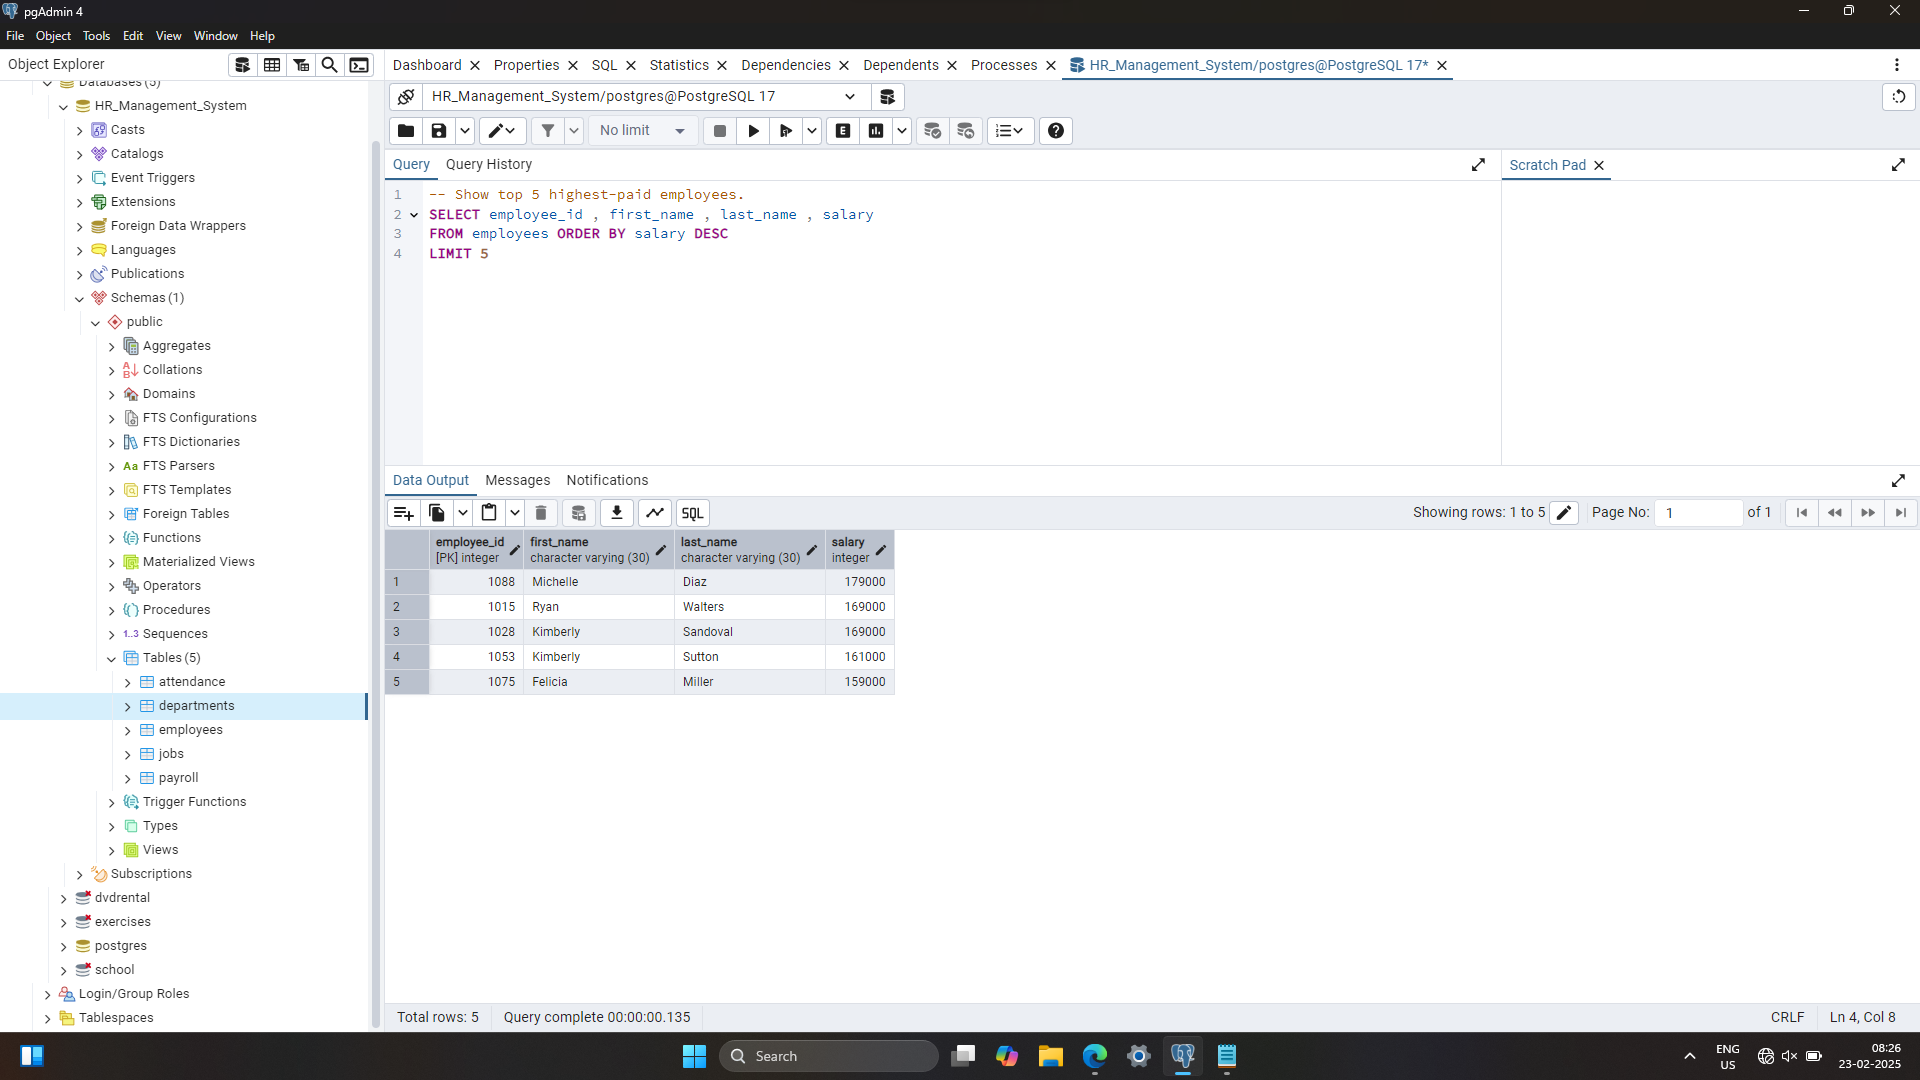 pgAdmin 4
File Object Tools Edit View Window Help
Object Explorer
Databases (5)
HR_Management_System
Casts
Catalogs
Event Triggers
Extensions
Foreign Data Wrappers
Languages
Publications
Schemas (1)
public
Aggregates
Collations
Domains
FTS Configurations
FTS Dictionaries
Aa FTS Parsers
FTS Templates
Foreign Tables
Functions
Materialized Views
Operators
Procedures
1..3 Sequences
Tables (5)
attendance
departments
employees
jobs
payroll
Trigger Functions
Types
Views
Subscriptions
dvdrental
exercises
postgres
school
Login/Group Roles
Tablespaces
Dashboard Properties SQL Statistics Dependencies Dependents Processes HR_Management_System/postgres@PostgreSQL 17*
HR_Management_System/postgres@PostgreSQL 17
No limit
E
Query Query History
Scratch Pad
1 -- Show top 5 highest-paid employees.
2 SELECT employee_id , first_name , last_name , salary
3 FROM employees ORDER BY salary DESC
4 LIMIT 5
Data Output Messages Notifications
SQL
Showing rows: 1 to 5 Page No: 1 of 1
employee_id first_name last_name salary
[PK] integer character varying (30) character varying (30) integer
1 1088 Michelle Diaz 179000
2 1015 Ryan Walters 169000
3 1028 Kimberly Sandoval 169000
4 1053 Kimberly Sutton 161000
5 1075 Felicia Miller 159000
Total rows: 5 Query complete 00:00:00.135
CRLF Ln 4, Col 8
Search
ENG
US
08:26
23-02-2025